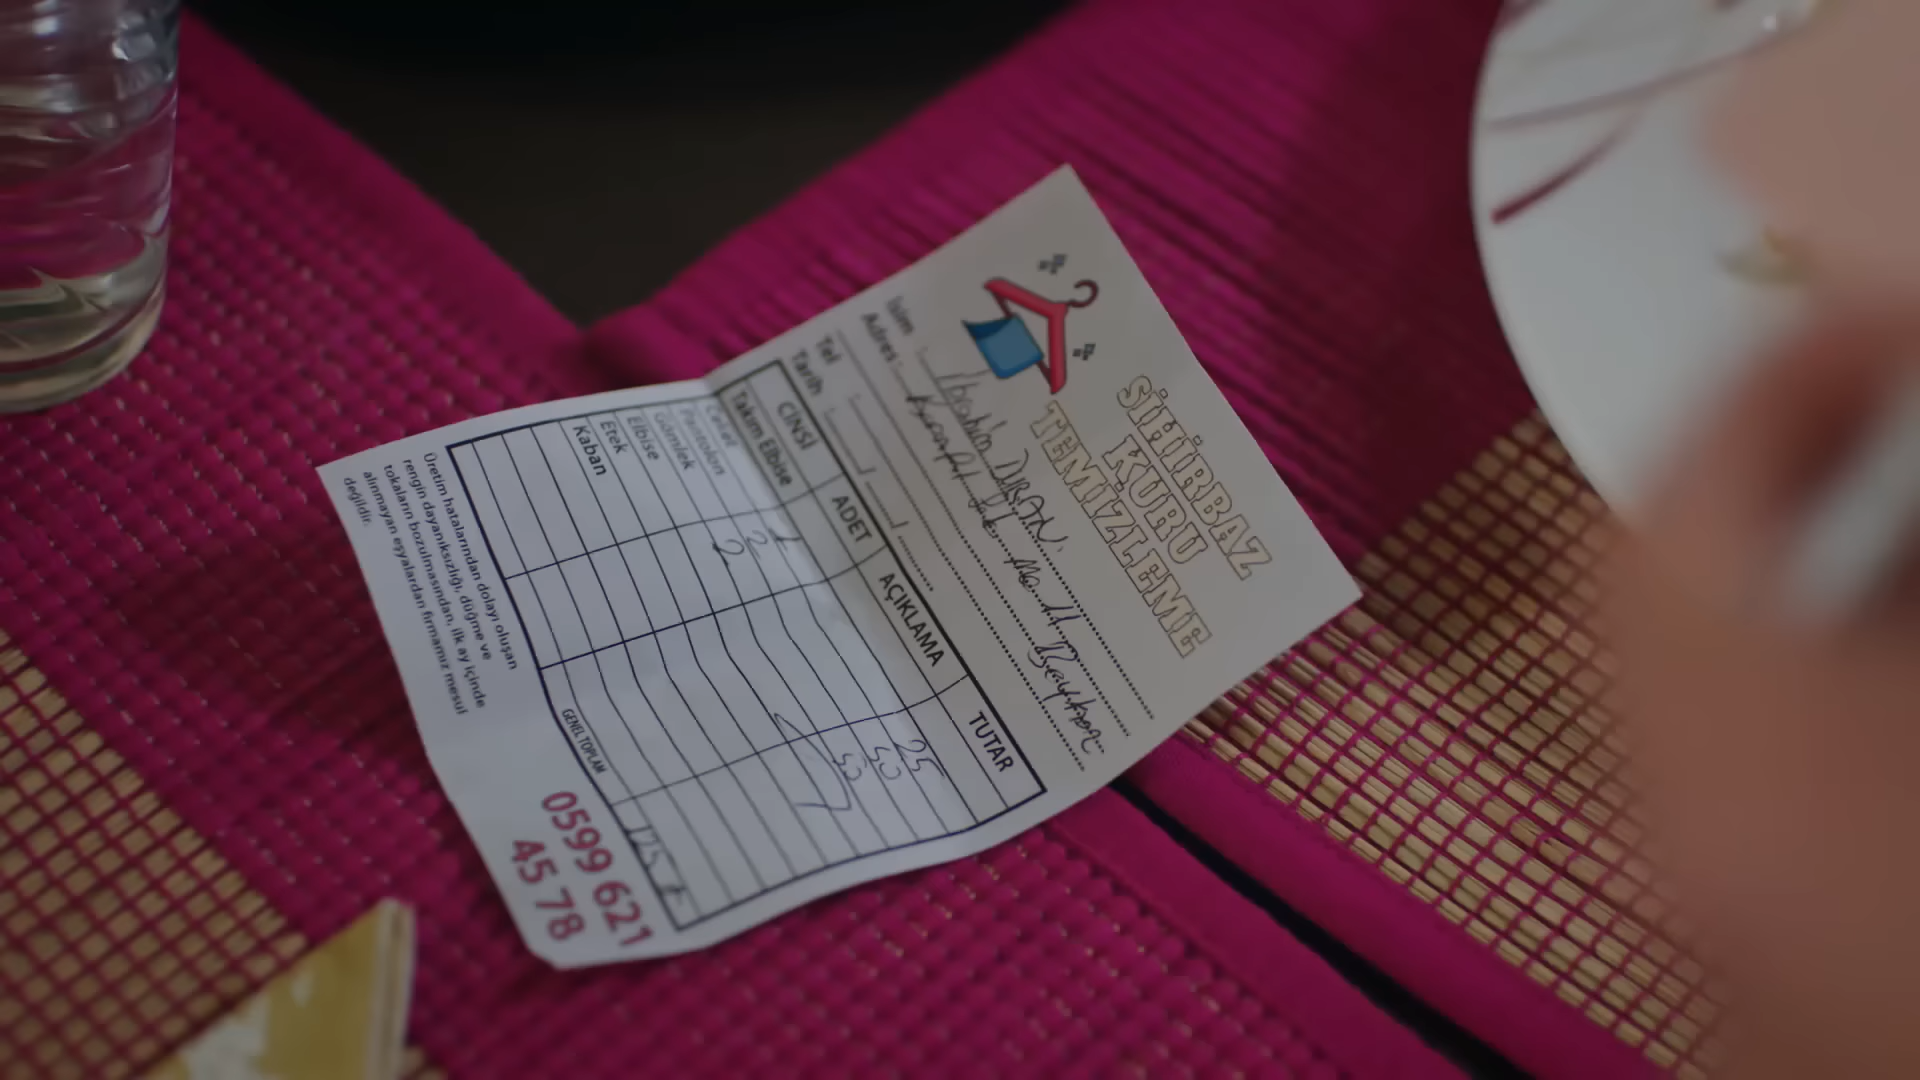 SİHİRBAZ
KURU
TEMİZLEME
İsim :
Adres :
Tel :
Tarih :
CİNSİ ADET AÇIKLAMA TUTAR
Takım Elbise
Ceket 1 25
Pantolon 2 50
Gömlek 2 50
Elbise
Etek
Kaban
GENEL TOPLAM 125
Üretim hatalarından dolayı oluşan
rengin dayanıksızlığı, düğme ve
tokaların bozulmasından, ilk ay içinde
alınmayan eşyalardan firmamız mesul
değildir.
0599 621
45 78